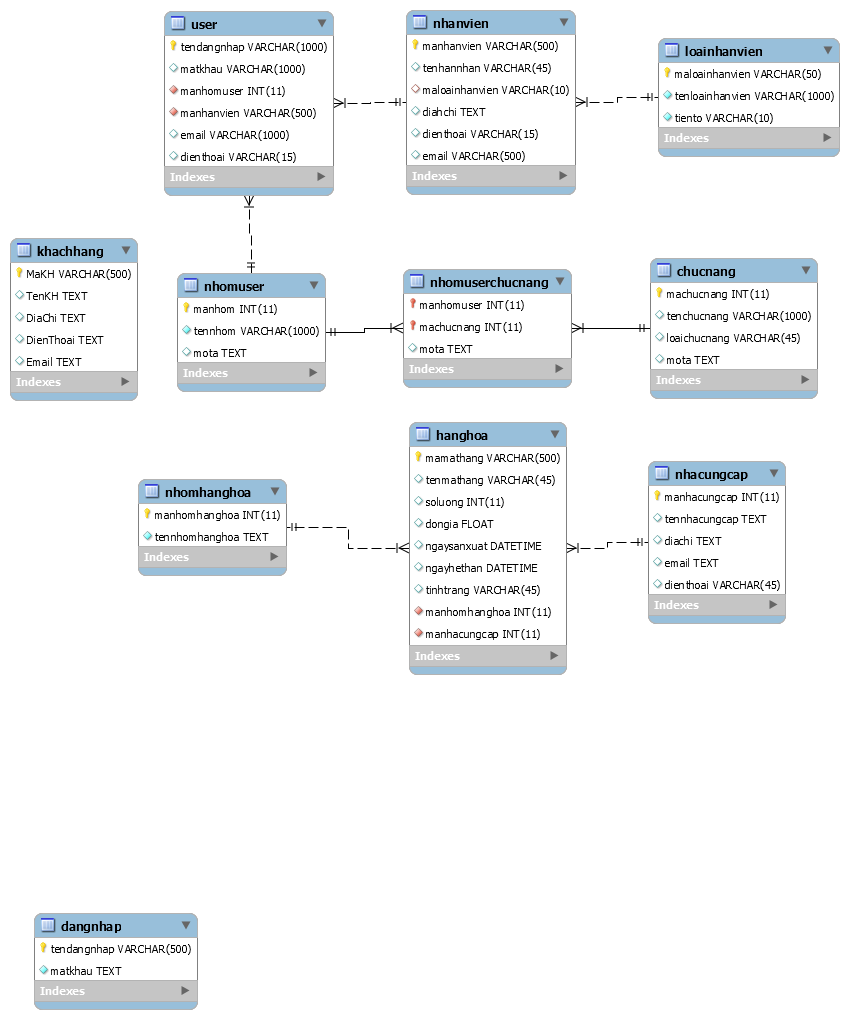 user
tendangnhap VARCHAR(1000)
matkhau VARCHAR(1000)
manhomuser INT(11)
manhanvien VARCHAR(500)
email VARCHAR(1000)
dienthoai VARCHAR(15)
Indexes
nhanvien
manhanvien VARCHAR(500)
tenhannhan VARCHAR(45)
maloainhanvien VARCHAR(10)
diahchi TEXT
dienthoai VARCHAR(15)
email VARCHAR(500)
Indexes
loainhanvien
maloainhanvien VARCHAR(50)
tenloainhanvien VARCHAR(1000)
tiento VARCHAR(10)
Indexes
khachhang
MaKH VARCHAR(500)
TenKH TEXT
DiaChi TEXT
DienThoai TEXT
Email TEXT
Indexes
nhomuser
manhom INT(11)
tennhom VARCHAR(1000)
mota TEXT
Indexes
nhomuserchucnang
manhomuser INT(11)
machucnang INT(11)
mota TEXT
Indexes
chucnang
machucnang INT(11)
tenchucnang VARCHAR(1000)
loaichucnang VARCHAR(45)
mota TEXT
Indexes
nhomhanghoa
manhomhanghoa INT(11)
tennhomhanghoa TEXT
Indexes
hanghoa
mamathang VARCHAR(500)
tenmathang VARCHAR(45)
soluong INT(11)
dongia FLOAT
ngaysanxuat DATETIME
ngayhethan DATETIME
tinhtrang VARCHAR(45)
manhomhanghoa INT(11)
manhacungcap INT(11)
Indexes
nhacungcap
manhacungcap INT(11)
tennhacungcap TEXT
diachi TEXT
email TEXT
dienthoai VARCHAR(45)
Indexes
dangnhap
tendangnhap VARCHAR(500)
matkhau TEXT
Indexes